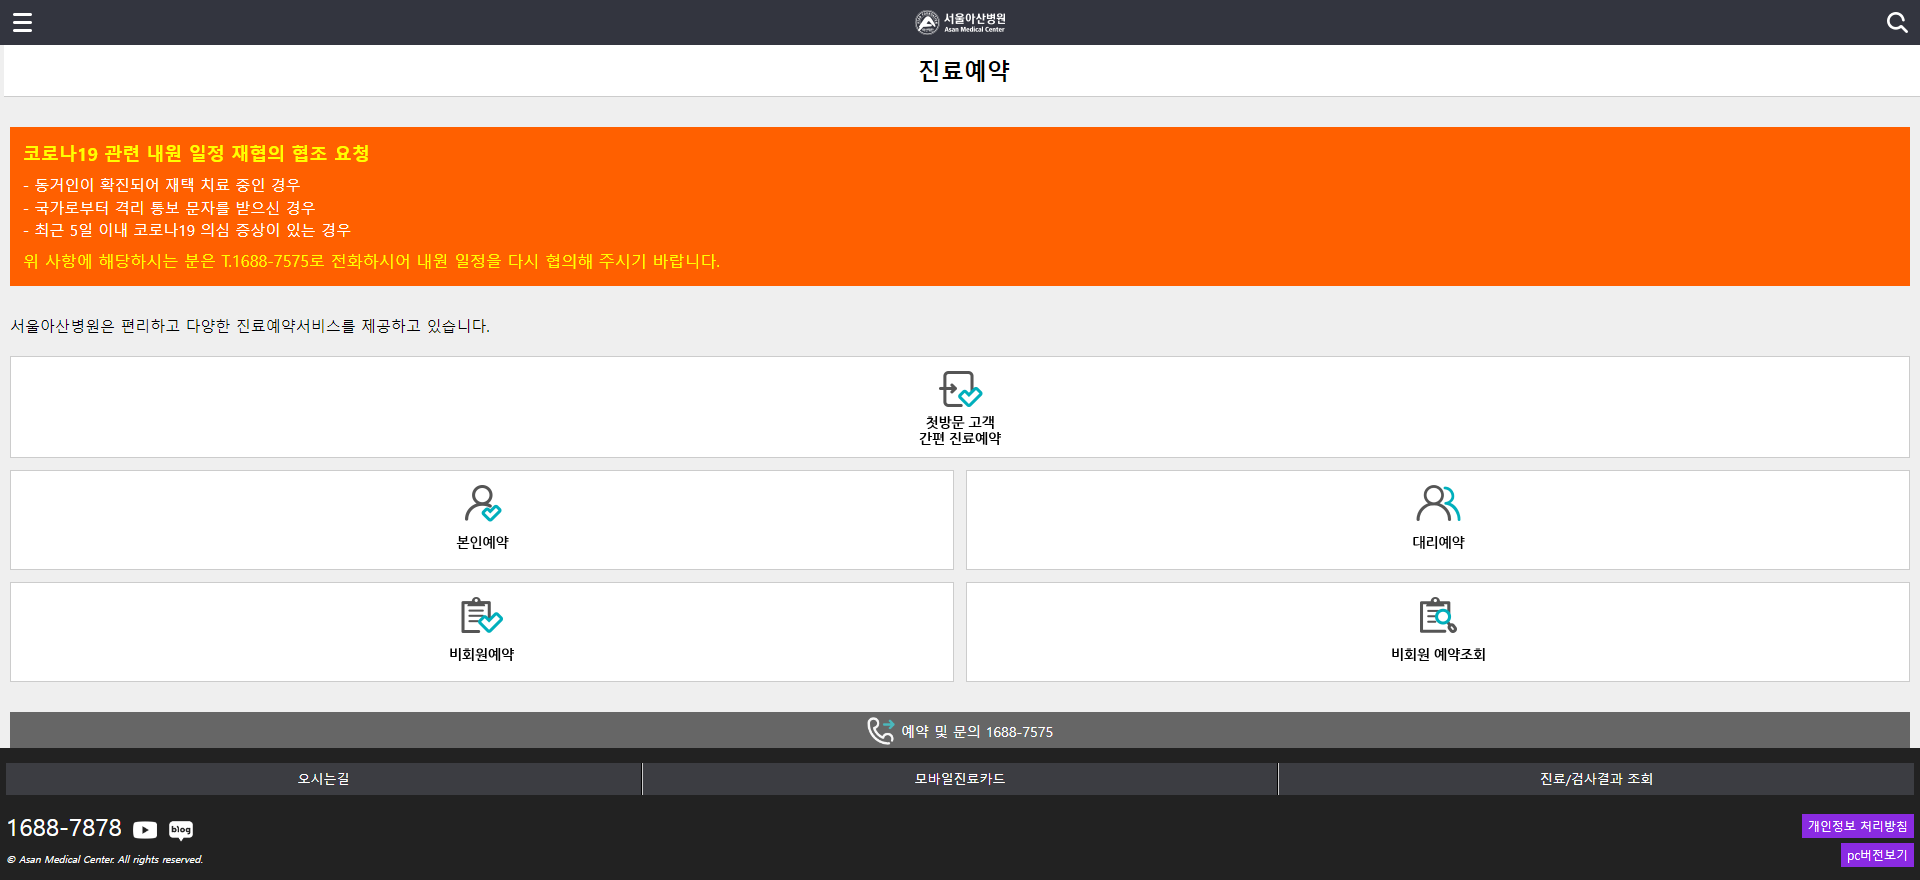 서울아산병원
Asan Medical Center
진료예약
코로나19 관련 내원 일정 재협의 협조 요청
- 동거인이 확진되어 재택 치료 중인 경우
- 국가로부터 격리 통보 문자를 받으신 경우
- 최근 5일 이내 코로나19 의심 증상이 있는 경우
위 사항에 해당하시는 분은 T.1688-7575로 전화하시어 내원 일정을 다시 협의해 주시기 바랍니다.
서울아산병원은 편리하고 다양한 진료예약서비스를 제공하고 있습니다.
첫방문 고객
간편 진료예약
본인예약
대리예약
비회원예약
비회원 예약조회
예약 및 문의 1688-7575
오시는길
모바일진료카드
진료/검사결과 조회
1688-7878
blog
개인정보 처리방침
© Asan Medical Center. All rights reserved.
pc버전보기